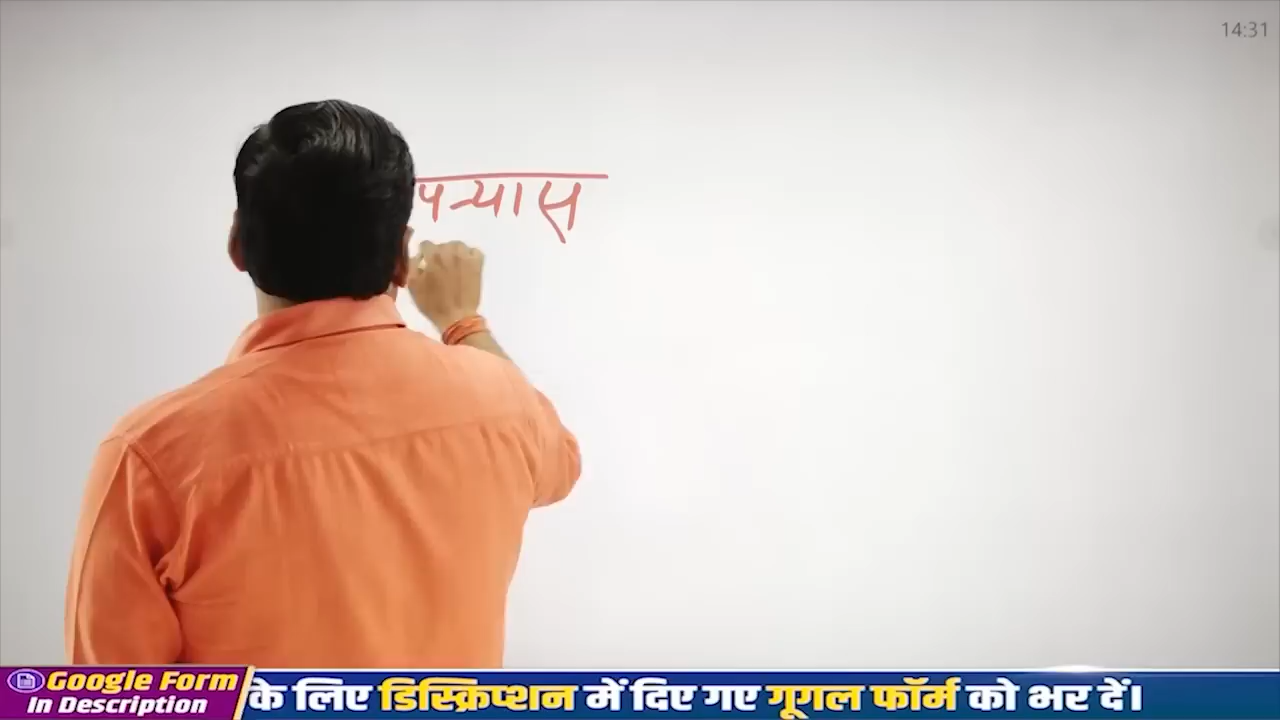 14:31
पन्यास
Google Form
In Description
के लिए डिस्क्रिप्शन में दिए गए गूगल फॉर्म को भर दें।